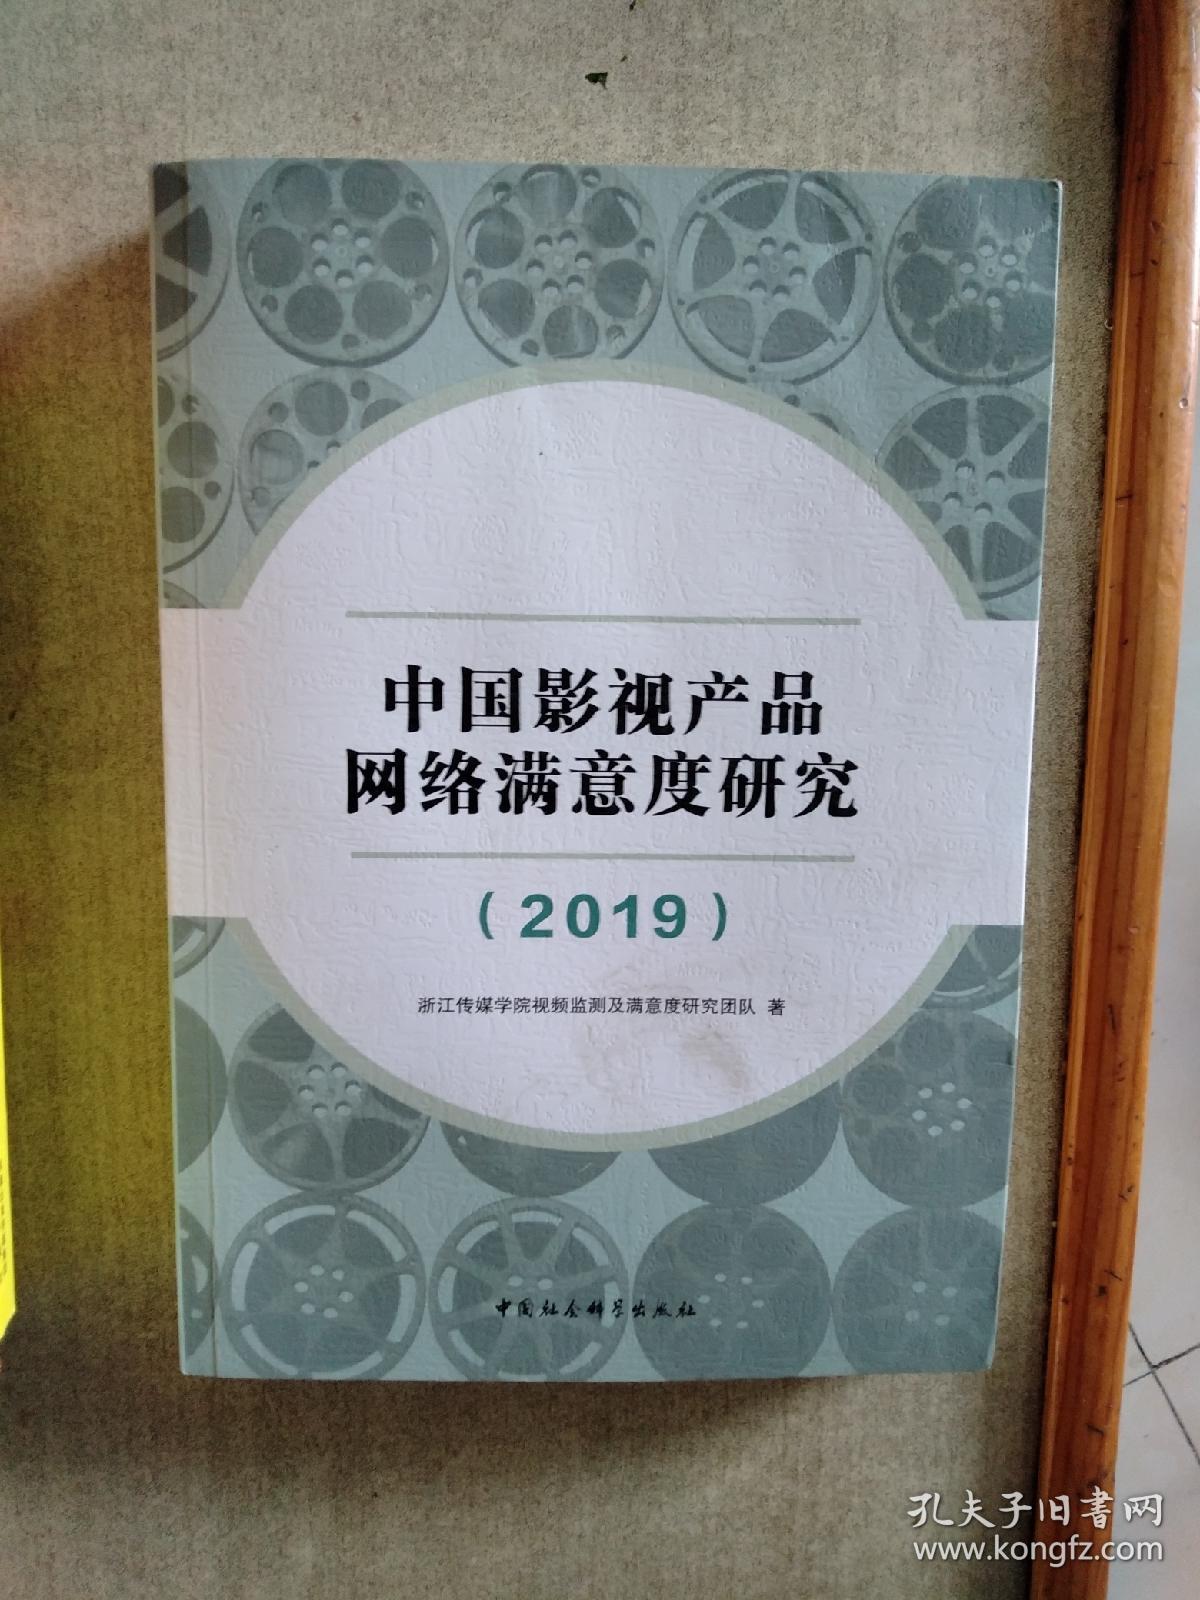 中国影视产品
网络满意度研究
（2019）
浙江传媒学院视频监测及满意度研究团队 著
中国社会科学出版社
孔夫子旧书网
www.kongfz.com